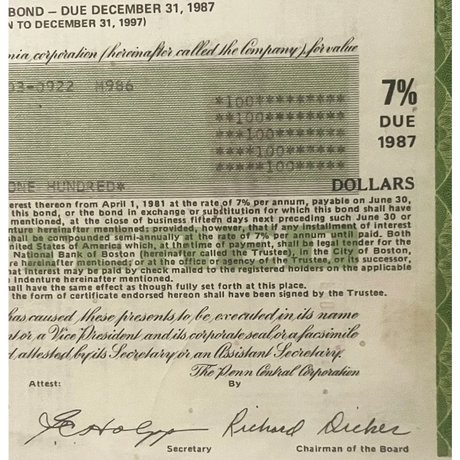 BOND – DUE DECEMBER 31, 1987
N TO DECEMBER 31, 1997)
nia, corporation (hereinafter called the Company), for value
03-0922 M986
*100*********
**100********
***100*******
****100******
*****100*****
7%
DUE
1987
ONE HUNDRED*
DOLLARS
erest thereon from April 1, 1981 at the rate of 7% per annum, payable on June 30,
this bond, or the bond in exchange or substitution for which this bond shall have
mentioned, at the close of business fifteen days next preceding such June 30 or
nture hereinafter mentioned; provided, however, that if any installment of interest
shall be compounded semi-annually at the rate of 7% per annum until paid. Both
nited States of America which, at the time of payment, shall be legal tender for the
National Bank of Boston (hereinafter called the Trustee), in the City of Boston,
re hereinafter mentioned; or at the office or agency of the Trustee, or its successor,
hat interest may be paid by check mailed to the registered holders on the applicable
Indenture hereinafter mentioned.
all have the same effect as though fully set forth at this place.
the form of certificate endorsed hereon shall have been signed by the Trustee.
has caused these presents to be executed in its name
nt or a Vice President and its corporate seal or a facsimile
d attested by its Secretary or an Assistant Secretary.
The Penn Central Corporation
Attest:
By
Richard Dicker
Secretary
Chairman of the Board